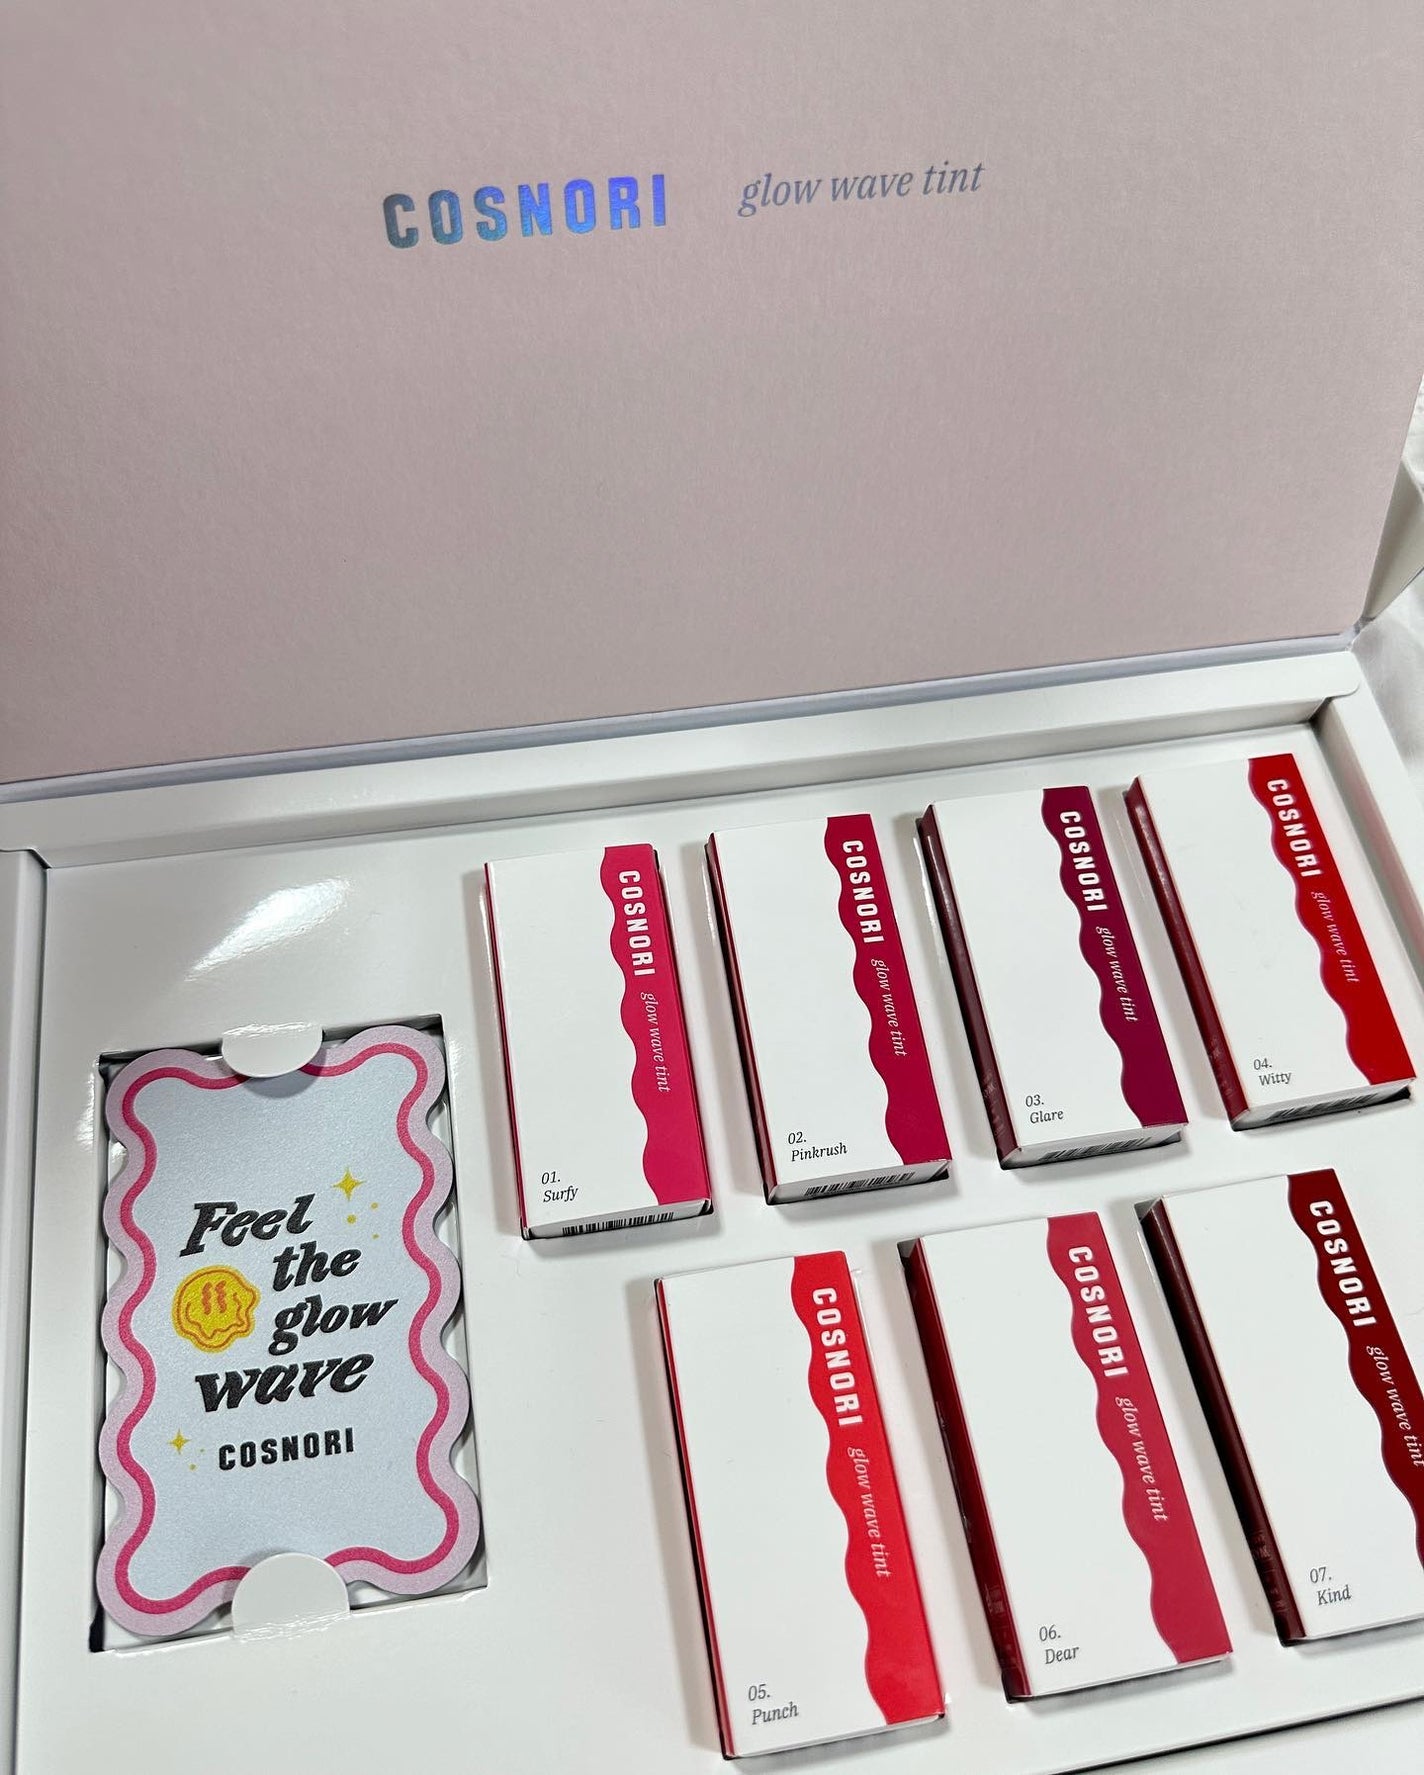 COSNORI glow wave tint
Feel
the
glow
wave
COSNORI
COSNORI glow wave tint
01.
Surfy
COSNORI glow wave tint
02.
Pinkrush
COSNORI glow wave tint
03.
Glare
COSNORI glow wave tint
04.
Witty
COSNORI glow wave tint
05.
Punch
COSNORI glow wave tint
06.
Dear
COSNORI glow wave tint
07.
Kind